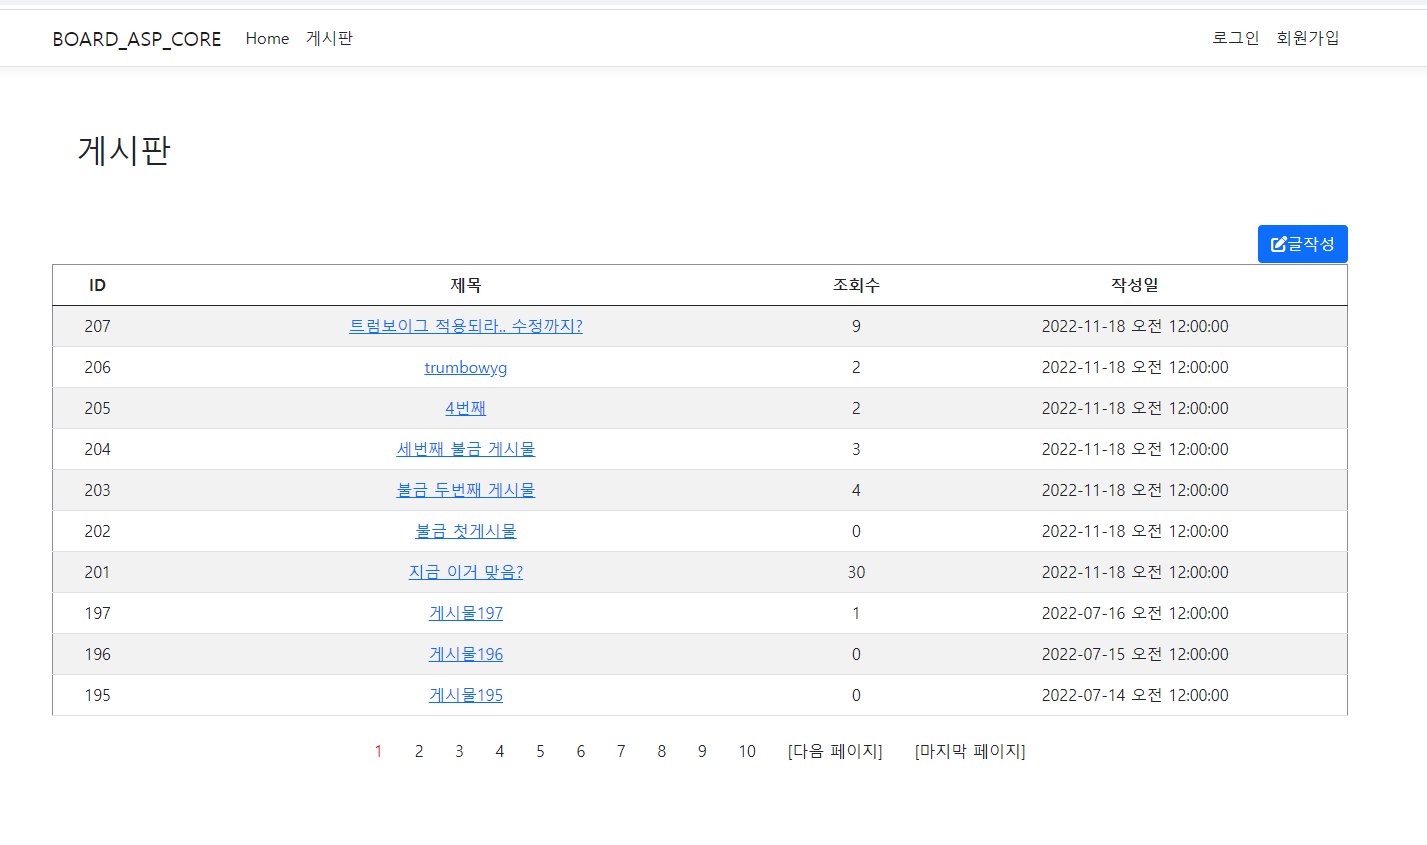 BOARD_ASP_CORE Home 게시판 로그인 회원가입
게시판
글작성
ID 제목 조회수 작성일
207 트럼보이그 적용되라.. 수정까지? 9 2022-11-18 오전 12:00:00
206 trumbowyg 2 2022-11-18 오전 12:00:00
205 4번째 2 2022-11-18 오전 12:00:00
204 세번째 불금 게시물 3 2022-11-18 오전 12:00:00
203 불금 두번째 게시물 4 2022-11-18 오전 12:00:00
202 불금 첫게시물 0 2022-11-18 오전 12:00:00
201 지금 이거 맞음? 30 2022-11-18 오전 12:00:00
197 게시물197 1 2022-07-16 오전 12:00:00
196 게시물196 0 2022-07-15 오전 12:00:00
195 게시물195 0 2022-07-14 오전 12:00:00
1 2 3 4 5 6 7 8 9 10 [다음 페이지] [마지막 페이지]